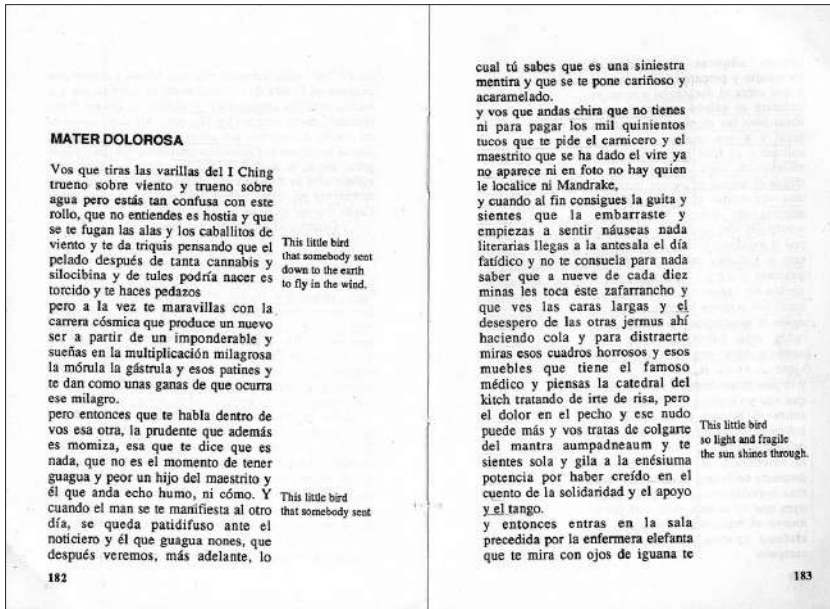 MATER DOLOROSA
Vos que tiras las varillas del I Ching
trueno sobre viento y trueno sobre
agua pero estás tan confusa con este
rollo, que no entiendes es hostia y que
se te fugan las alas y los caballitos de
viento y te da triquis pensando que el
pelado después de tanta cannabis y
silocibina y de tules podría nacer es
torcido y te haces pedazos
This little bird
that somebody sent
down to the earth
to fly in the wind.
pero a la vez te maravillas con la
carrera cósmica que produce un nuevo
ser a partir de un imponderable y
sueñas en la multiplicación milagrosa
la mórula la gástrula y esos patines y
te dan como unas ganas de que ocurra
ese milagro.
pero entonces que te habla dentro de
vos esa otra, la prudente que además
es momiza, esa que te dice que es
nada, que no es el momento de tener
guagua y peor un hijo del maestrito y
él que anda echo humo, ni cómo. Y
cuando el man se te manifiesta al otro
día, se queda patidifuso ante el
noticiero y él que guagua nones, que
después veremos, más adelante, lo
This little bird
that somebody sent
182
cual tú sabes que es una siniestra
mentira y que se te pone cariñoso y
acaramelado.
y vos que andas chira que no tienes
ni para pagar los mil quinientos
tucos que te pide el carnicero y el
maestrito que se ha dado el vire ya
no aparece ni en foto no hay quien
le localice ni Mandrake,
y cuando al fin consigues la guita y
sientes que la embarraste y
empiezas a sentir náuseas nada
literarias llegas a la antesala el día
fatídico y no te consuela para nada
saber que a nueve de cada diez
minas les toca este zafarrancho y
que ves las caras largas y el
desespero de las otras jermus ahí
haciendo cola y para distraerte
miras esos cuadros horrosos y esos
muebles que tiene el famoso
médico y piensas la catedral del
kitch tratando de irte de risa, pero
el dolor en el pecho y ese nudo
puede más y vos tratas de colgarte
del mantra aumpadneaum y te
sientes sola y gila a la enésiuma
potencia por haber creído en el
cuento de la solidaridad y el apoyo
y el tango.
This little bird
so light and fragile
the sun shines through.
y entonces entras en la sala
precedida por la enfermera elefanta
que te mira con ojos de iguana te
183